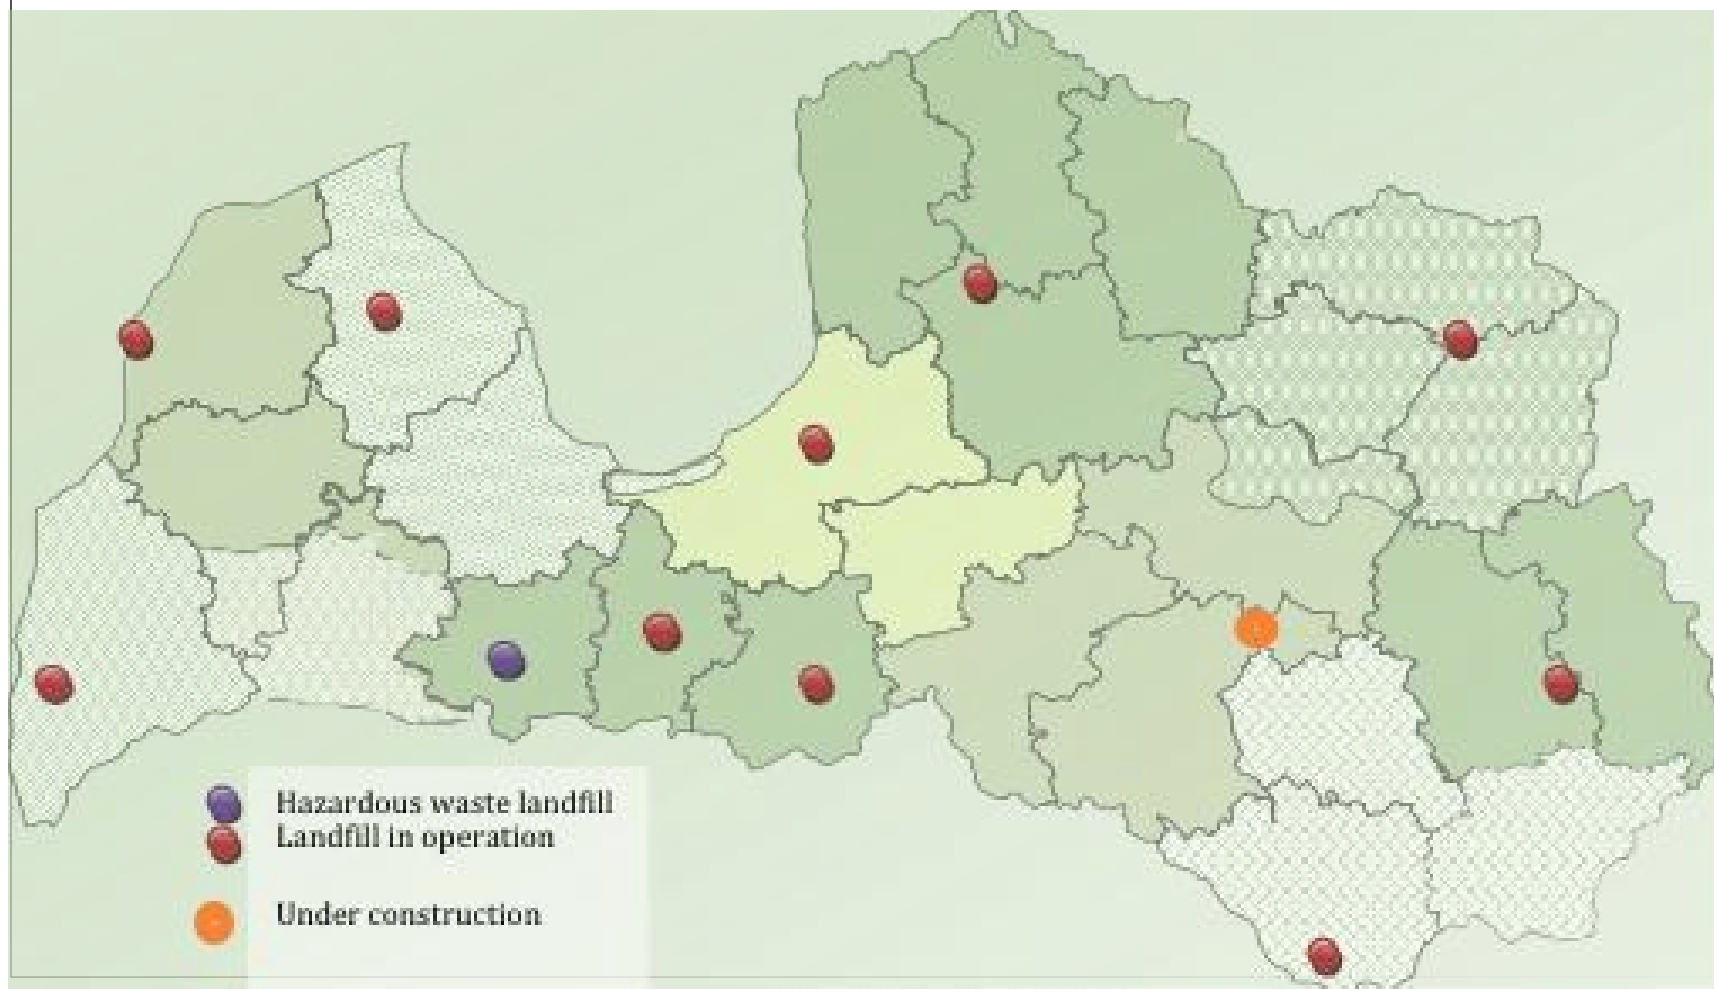 Hazardous waste landfill
Landfill in operation
Under construction